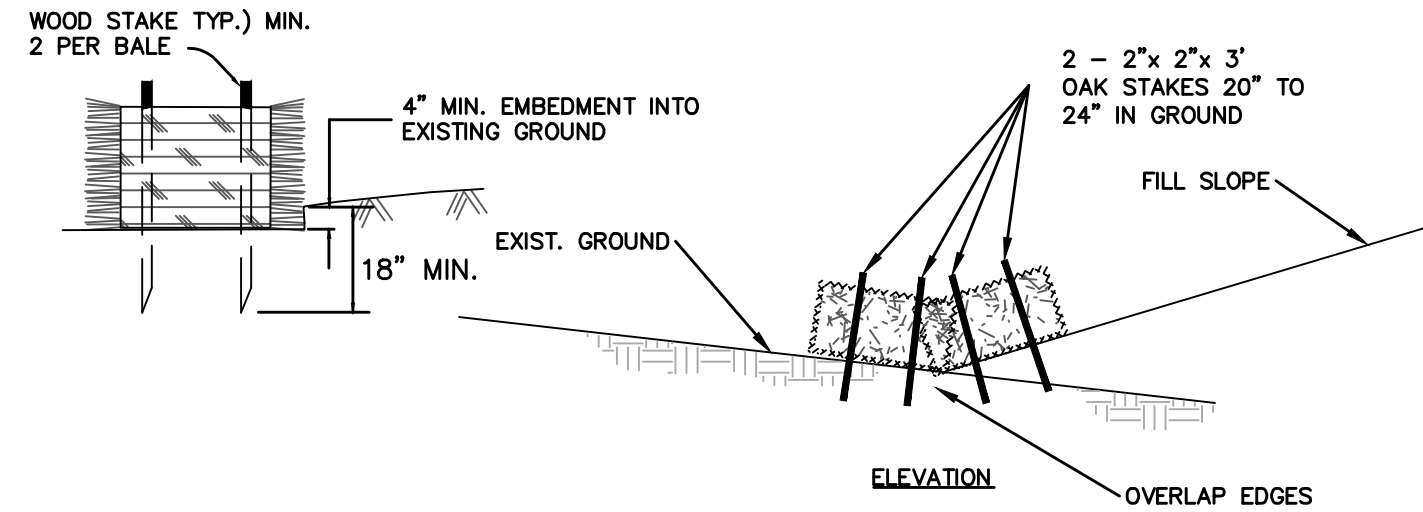 WOOD STAKE TYP.) MIN.
2 PER BALE
4" MIN. EMBEDMENT INTO
EXISTING GROUND
18" MIN.
2 - 2"x 2"x 3'
OAK STAKES 20" TO
24" IN GROUND
FILL SLOPE
EXIST. GROUND
ELEVATION
OVERLAP EDGES